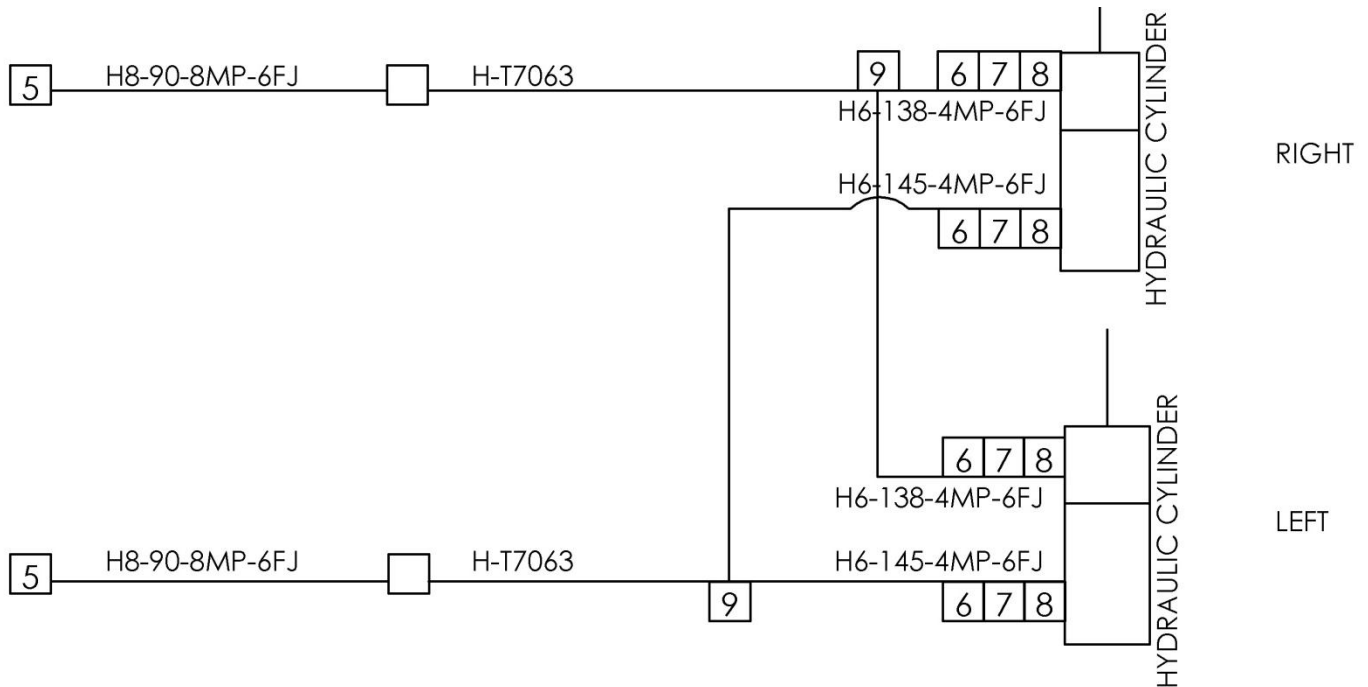 5
H8-90-8MP-6FJ
H-T7063
9
6 7 8
H6-138-4MP-6FJ
H6-145-4MP-6FJ
6 7 8
HYDRAULIC CYLINDER
RIGHT
6 7 8
H6-138-4MP-6FJ
HYDRAULIC CYLINDER
LEFT
5
H8-90-8MP-6FJ
H-T7063
H6-145-4MP-6FJ
9
6 7 8